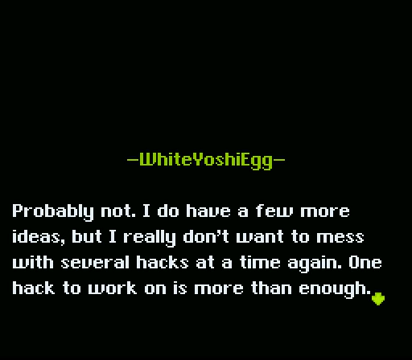 -WhiteYoshiEgg-
Probably not. I do have a few more
ideas, but I really don't want to mess
with several hacks at a time again. One
hack to work on is more than enough.